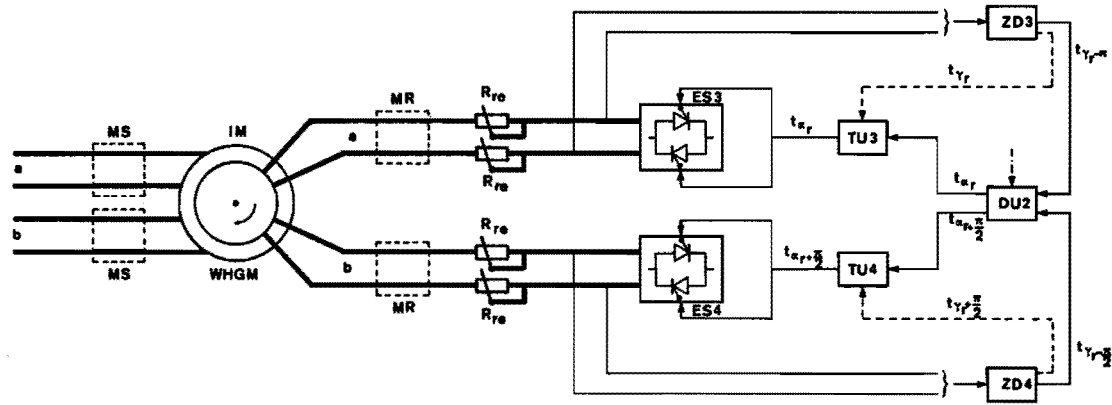 ZD3
tγr-π
tγr
MR
Rre
ES3
MS
IM
a
tαr
TU3
a
Rre
tαr
DU2
Rre
tαr+π/2
b
b
tαr+π/2
TU4
MS
WHGM
MR
Rre
ES4
tγr+π/2
tγr-π/2
ZD4